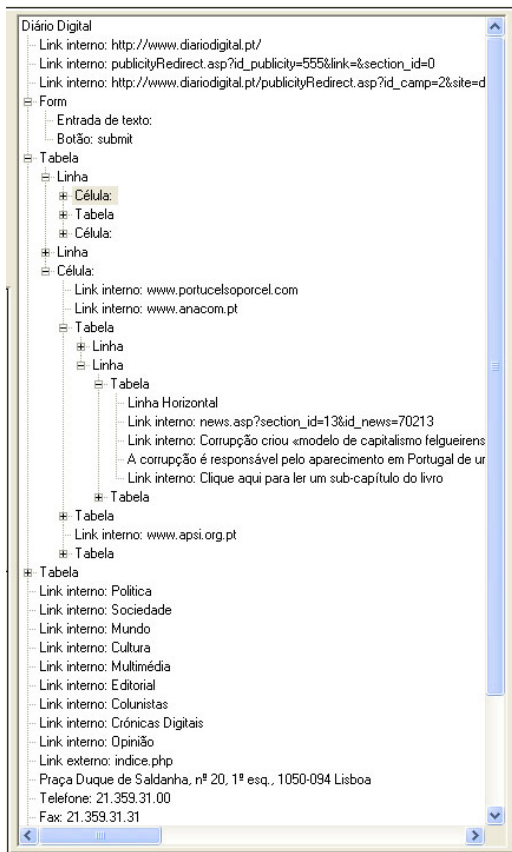 Diário Digital
Link interno: http://www.diariodigital.pt/
Link interno: publicityRedirect.asp?id_publicity=555&link=&section_id=0
Link interno: http://www.diariodigital.pt/publicityRedirect.asp?id_camp=2&site=d
Form
Entrada de texto:
Botão: submit
Tabela
Linha
Célula:
Tabela
Célula:
Linha
Célula:
Link interno: www.portucelsoporcel.com
Link interno: www.anacom.pt
Tabela
Linha
Linha
Tabela
Linha Horizontal
Link interno: news.asp?section_id=13&id_news=70213
Link interno: Corrupção criou «modelo de capitalismo felgueirens
A corrupção é responsável pelo aparecimento em Portugal de ur
Link interno: Clique aqui para ler um sub-capítulo do livro
Tabela
Tabela
Link interno: www.apsi.org.pt
Tabela
Tabela
Link interno: Politica
Link interno: Sociedade
Link interno: Mundo
Link interno: Cultura
Link interno: Multimédia
Link interno: Editorial
Link interno: Colunistas
Link interno: Crónicas Digitais
Link interno: Opinião
Link externo: indice.php
Praça Duque de Saldanha, nº 20, 1º esq., 1050-094 Lisboa
Telefone: 21.359.31.00
Fax: 21.359.31.31